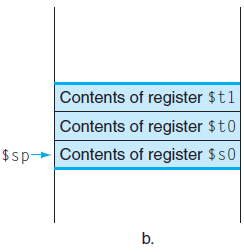 Contents of register $t1
Contents of register $t0
$sp Contents of register $s0
b.